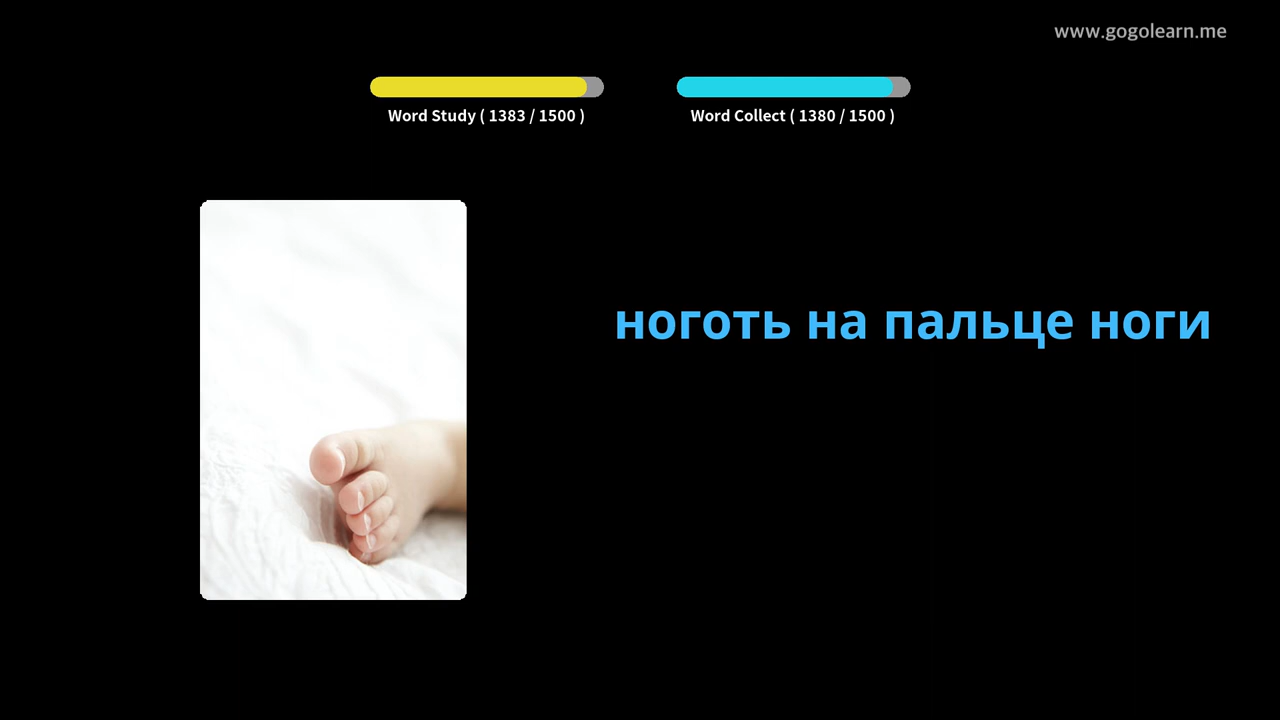 www.gogolearn.me
Word Study ( 1383 / 1500 )
Word Collect ( 1380 / 1500 )
ноготь на пальце ноги